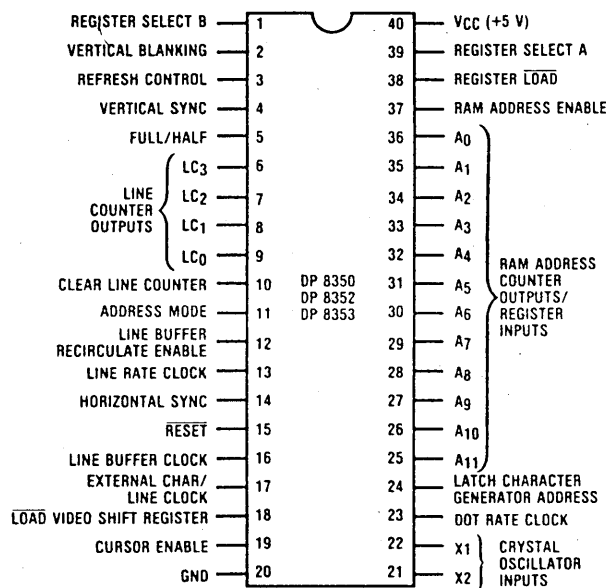 REGISTER SELECT B 1
VERTICAL BLANKING 2
REFRESH CONTROL 3
VERTICAL SYNC 4
FULL/HALF 5
LINE
COUNTER
OUTPUTS
LC3 6
LC2 7
LC1 8
LC0 9
CLEAR LINE COUNTER 10
ADDRESS MODE 11
LINE BUFFER
RECIRCULATE ENABLE 12
LINE RATE CLOCK 13
HORIZONTAL SYNC 14
RESET 15
LINE BUFFER CLOCK 16
EXTERNAL CHAR/
LINE CLOCK 17
LOAD VIDEO SHIFT REGISTER 18
CURSOR ENABLE 19
GND 20
DP 8350
DP 8352
DP 8353
40 VCC (+5 V)
39 REGISTER SELECT A
38 REGISTER LOAD
37 RAM ADDRESS ENABLE
36 A0
35 A1
34 A2
33 A3
32 A4
31 A5
30 A6
29 A7
28 A8
27 A9
26 A10
25 A11
RAM ADDRESS
COUNTER
OUTPUTS/
REGISTER
INPUTS
24 LATCH CHARACTER
GENERATOR ADDRESS
23 DOT RATE CLOCK
22 X1
21 X2
CRYSTAL
OSCILLATOR
INPUTS